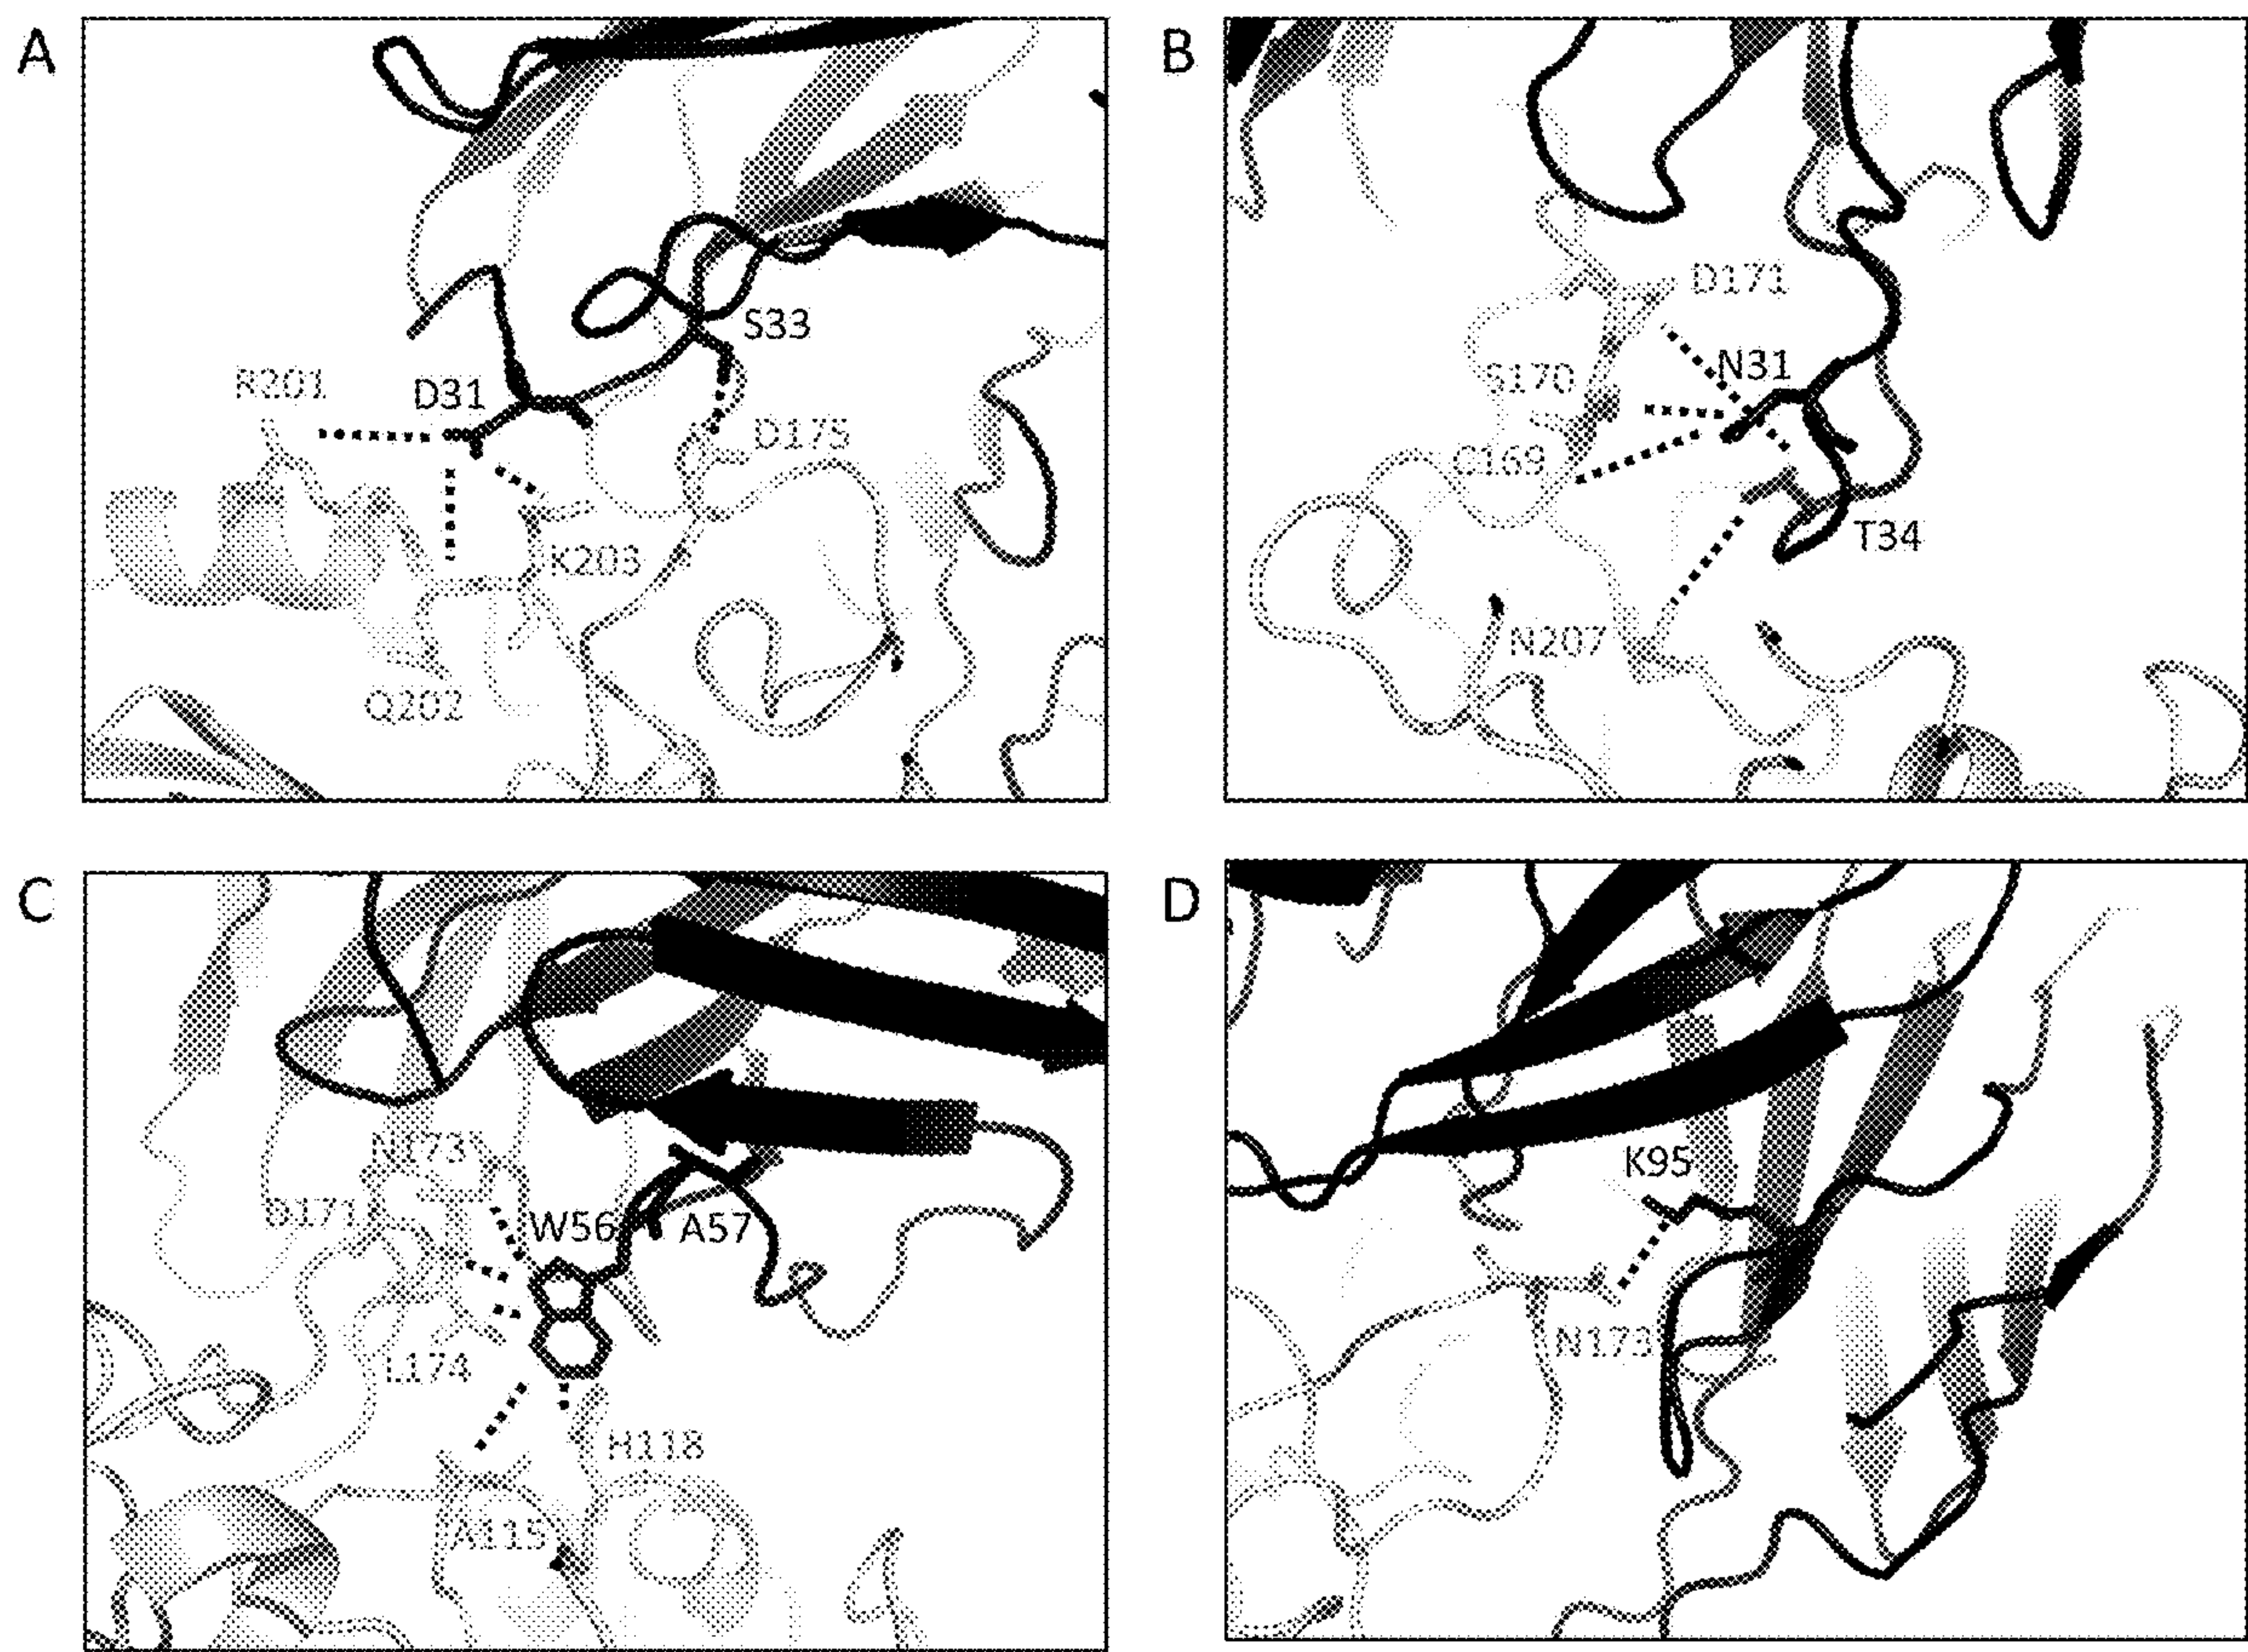 A
S33
R201
D31
D175
K203
Q202
B
D171
N31
S170
G169
T34
N207
C
N173
D171
W56
A57
L174
H118
A115
D
K95
N173